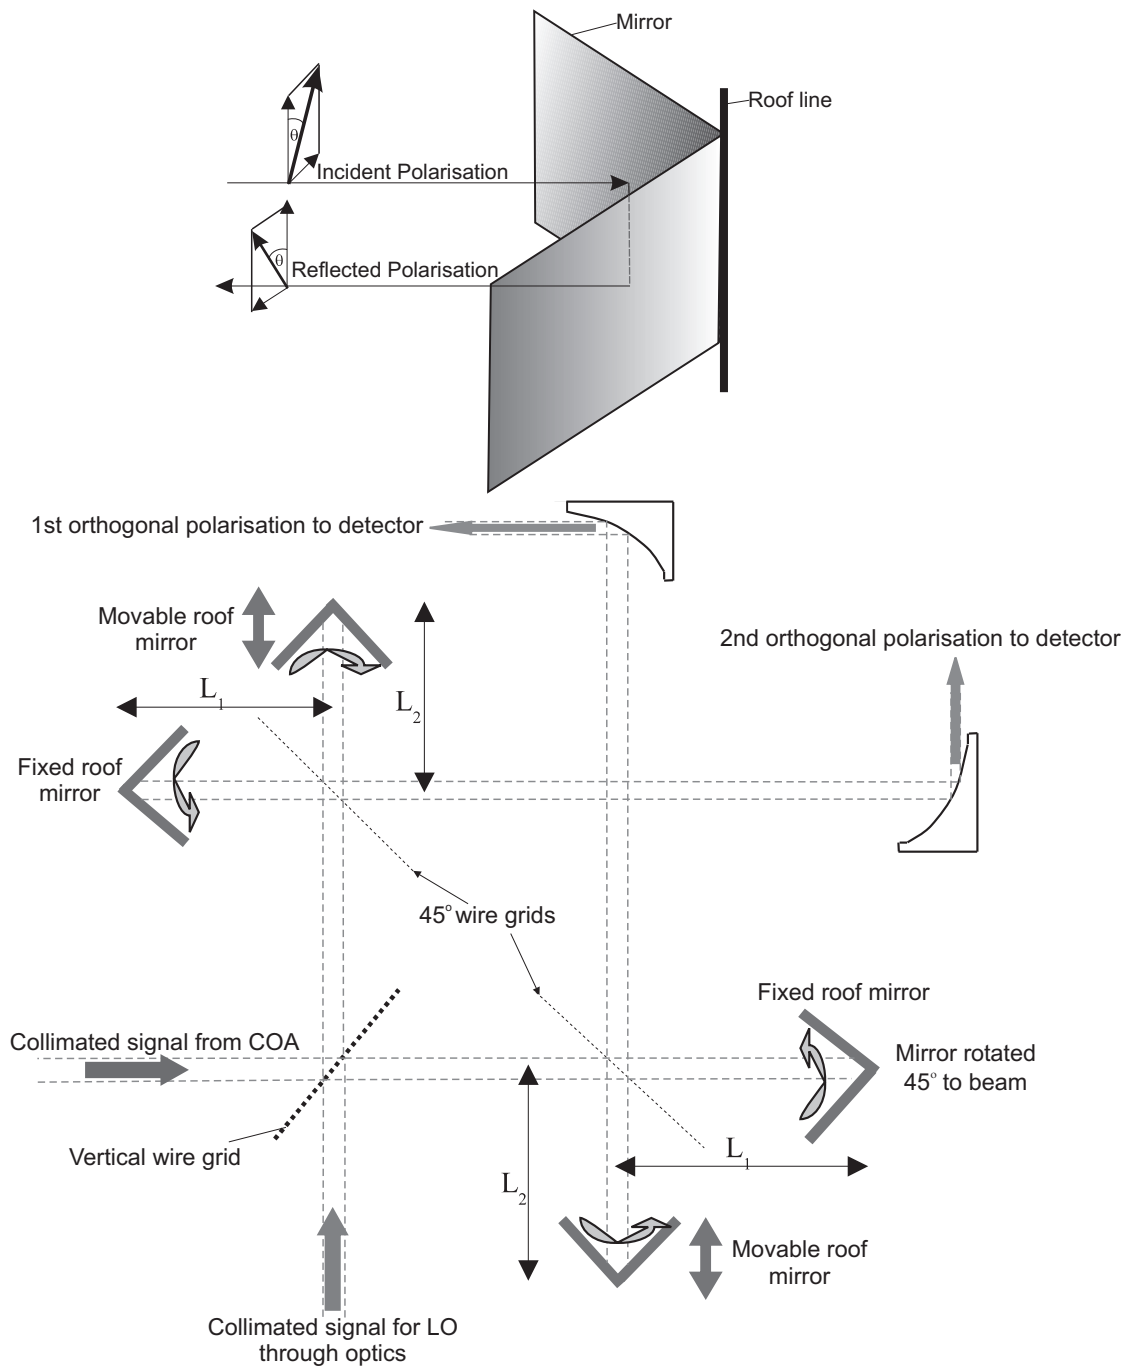 Mirror
Roof line
θ
Incident Polarisation
θ
Reflected Polarisation
1st orthogonal polarisation to detector
Movable roof
mirror
2nd orthogonal polarisation to detector
L1
L2
Fixed roof
mirror
45° wire grids
Fixed roof mirror
Collimated signal from COA
Mirror rotated
45° to beam
Vertical wire grid
L1
L2
Movable roof
mirror
Collimated signal for LO
through optics